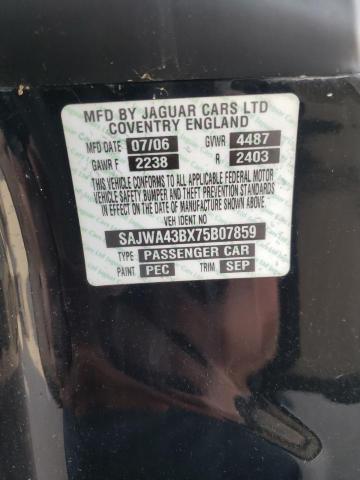 MFD BY JAGUAR CARS LTD
COVENTRY ENGLAND
MFD DATE 07/06 GVWR 4487
GAWR F 2238 R 2403
THIS VEHICLE CONFORMS TO ALL APPLICABLE FEDERAL MOTOR
VEHICLE SAFETY BUMPER AND THEFT PREVENTION STANDARDS
IN EFFECT ON THE DATE OF MANUFACTURE SHOWN ABOVE
VEH IDENT NO
SAJWA43BX75B07859
TYPE PASSENGER CAR
PAINT PEC TRIM SEP